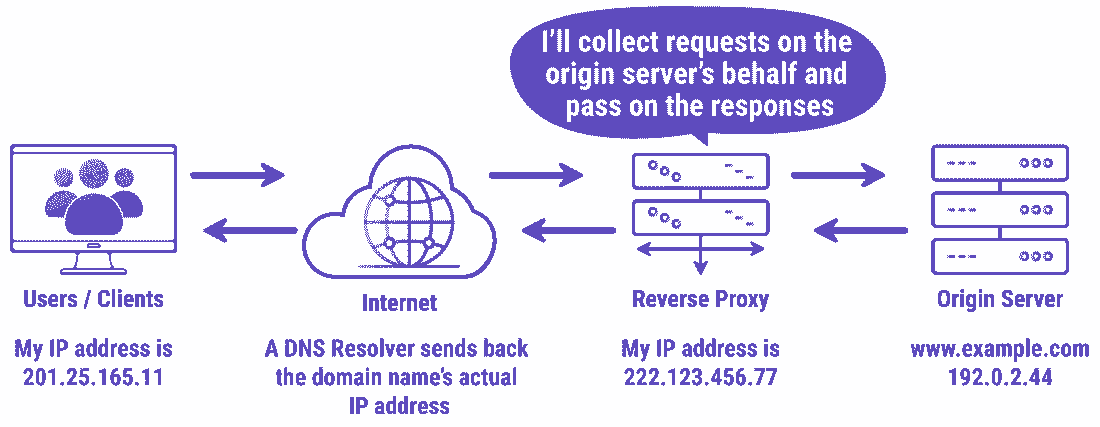 I'll collect requests on the
origin server's behalf and
pass on the responses
Users / Clients
My IP address is
201.25.165.11
Internet
A DNS Resolver sends back
the domain name's actual
IP address
Reverse Proxy
My IP address is
222.123.456.77
Origin Server
www.example.com
192.0.2.44